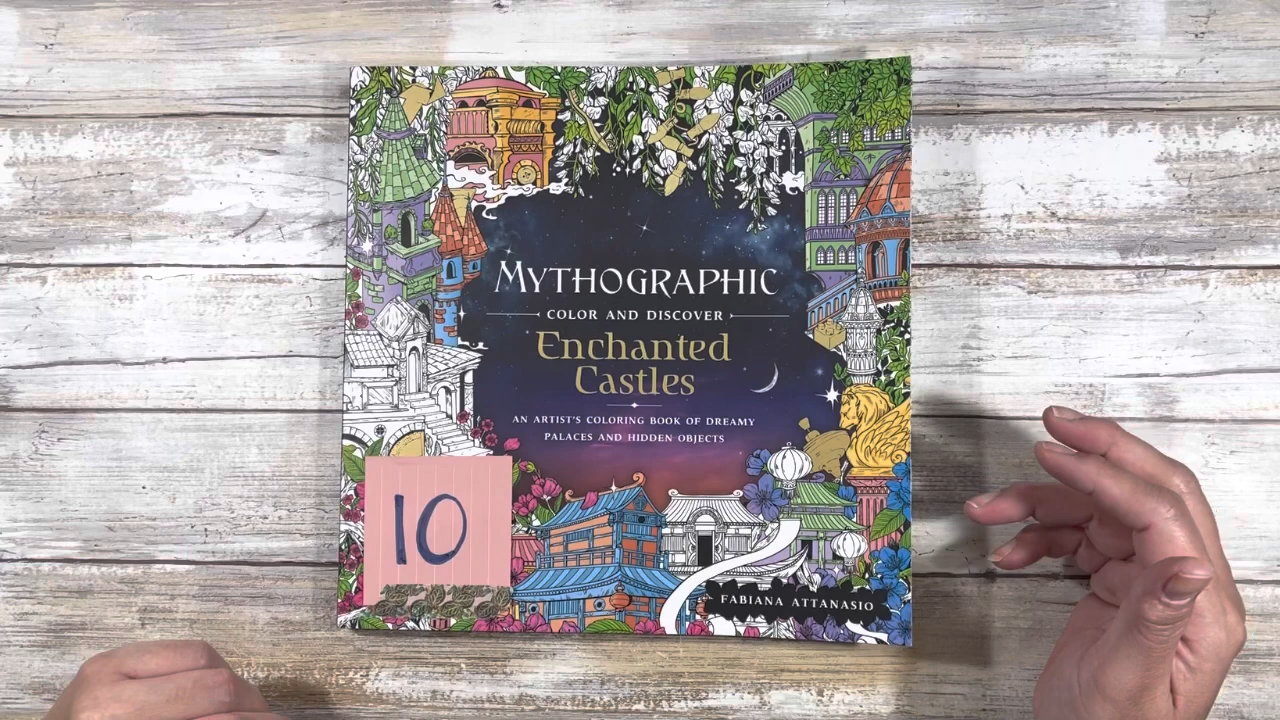 MYTHOGRAPHIC
COLOR AND DISCOVER
Enchanted
Castles
AN ARTIST'S COLORING BOOK OF DREAMY
PALACES AND HIDDEN OBJECTS
10
FABIANA ATTANASIO